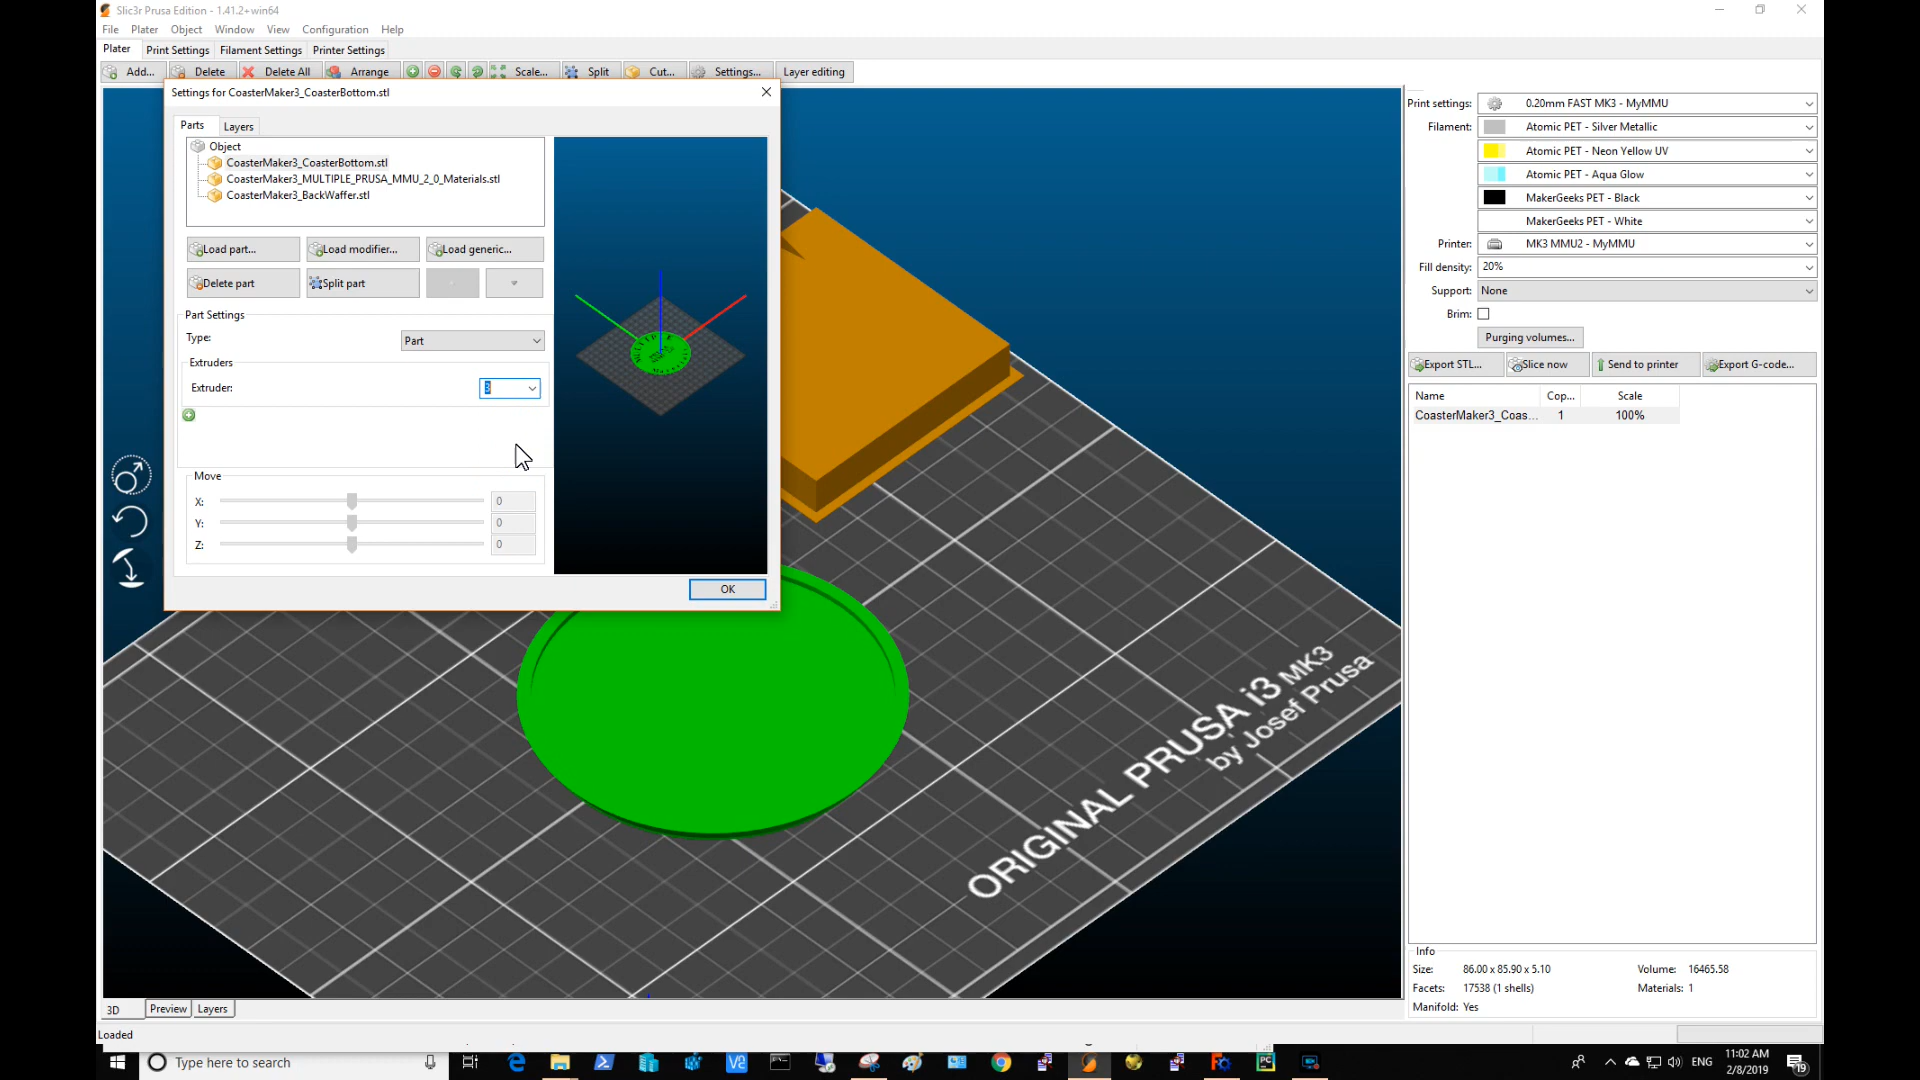 Slic3r Prusa Edition - 1.41.2+win64
File Plater Object Window View Configuration Help
Plater Print Settings Filament Settings Printer Settings
Add... Delete Delete All Arrange Scale... Split Cut... Settings... Layer editing
Settings for CoasterMaker3_CoasterBottom.stl
Parts Layers
Object
CoasterMaker3_CoasterBottom.stl
CoasterMaker3_MULTIPLE_PRUSA_MMU_2_0_Materials.stl
CoasterMaker3_BackWaffer.stl
Load part... Load modifier... Load generic...
Delete part Split part
Part Settings
Type: Part
Extruders
Extruder: 3
Move
X: 0
Y: 0
Z: 0
OK
Print settings: 0.20mm FAST MK3 - MyMMU
Filament: Atomic PET - Silver Metallic
Atomic PET - Neon Yellow UV
Atomic PET - Aqua Glow
MakerGeeks PET - Black
MakerGeeks PET - White
Printer: MK3 MMU2 - MyMMU
Fill density: 20%
Support: None
Brim:
Purging volumes...
Export STL... Slice now Send to printer Export G-code...
Name Cop... Scale
CoasterMaker3_Coas... 1 100%
ORIGINAL PRUSA i3 MK3
by Josef Prusa
Info
Size: 86.00 x 85.90 x 5.10 Volume: 16465.58
Facets: 17538 (1 shells) Materials: 1
Manifold: Yes
3D Preview Layers
Loaded
Type here to search
ENG
11:02 AM
2/8/2019
19